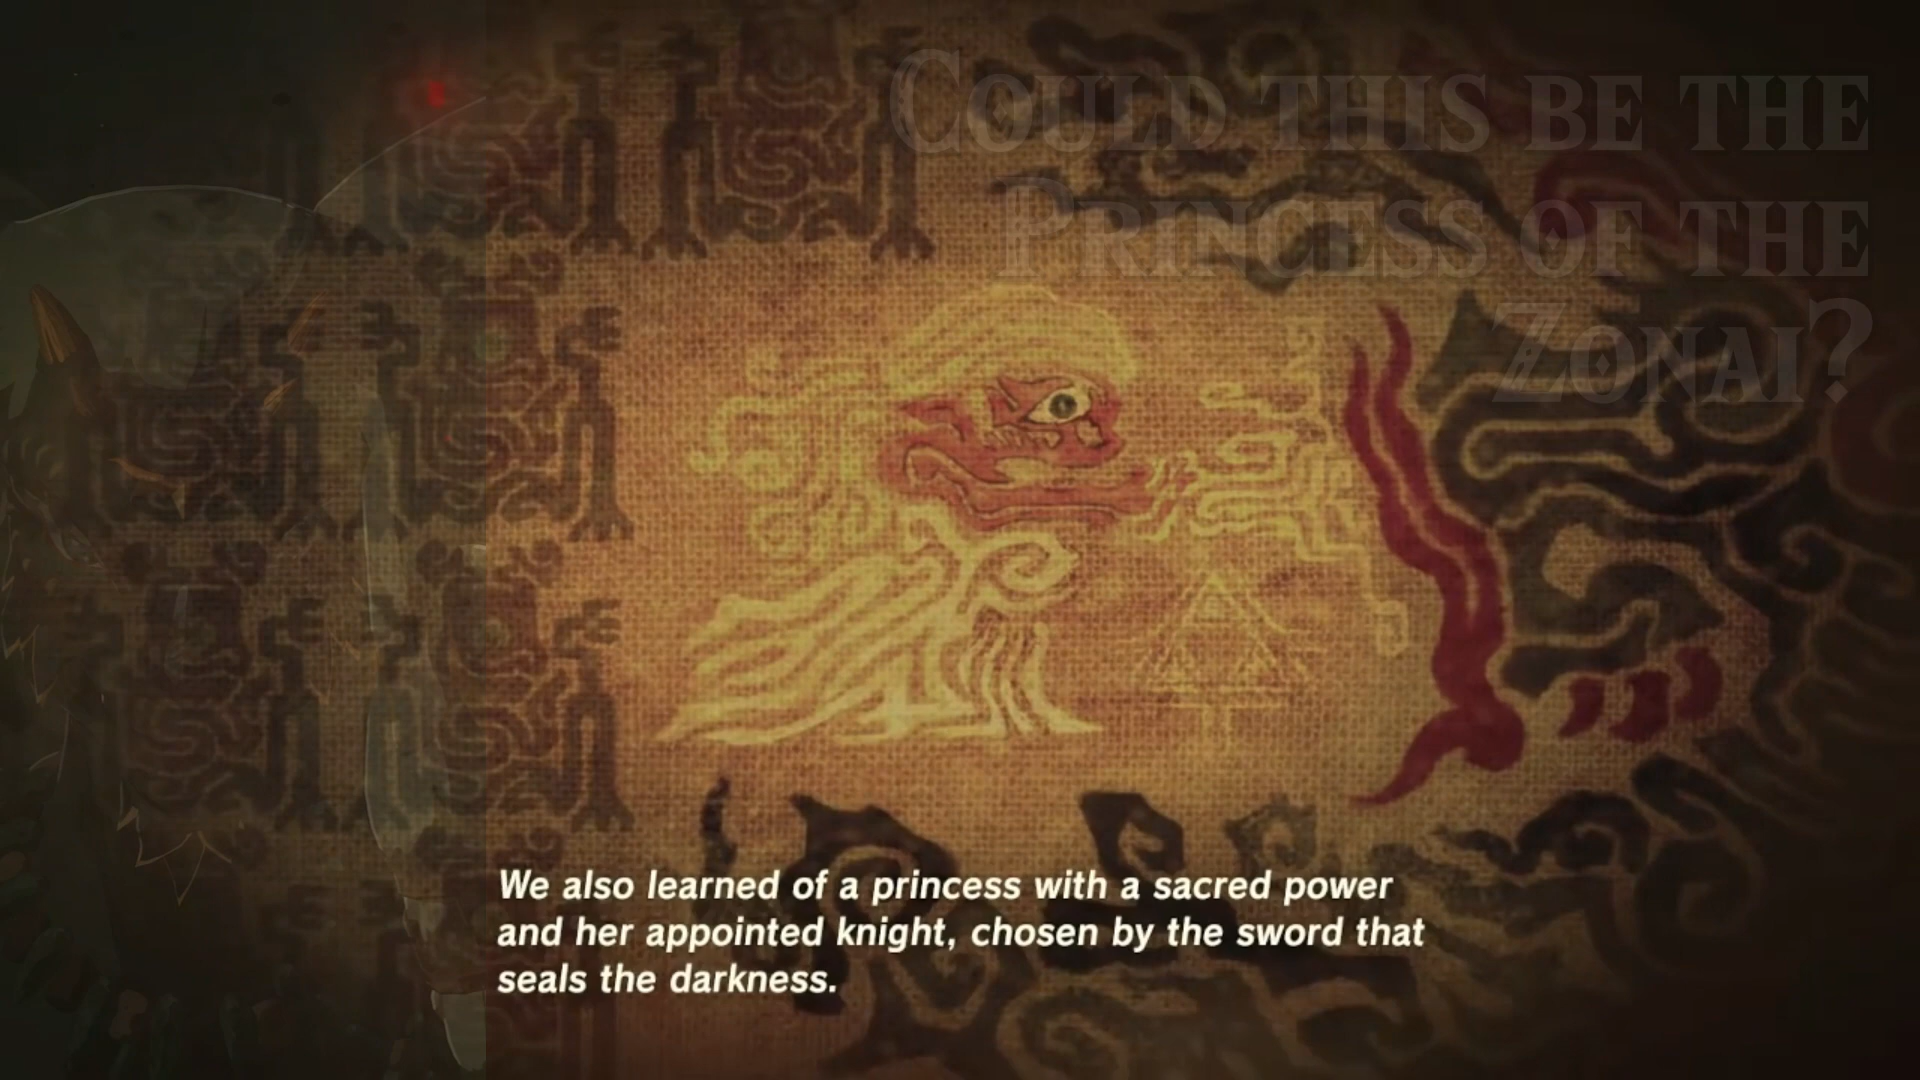 COULD THIS BE THE
PRINCESS OF THE
ZONAI?
We also learned of a princess with a sacred power
and her appointed knight, chosen by the sword that
seals the darkness.